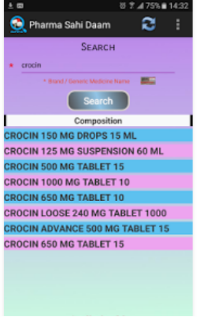 75% 14:32
Pharma Sahi Daam
SEARCH
crocin
* Brand / Generic Medicine Name
Search
Composition
CROCIN 150 MG DROPS 15 ML
CROCIN 125 MG SUSPENSION 60 ML
CROCIN 500 MG TABLET 15
CROCIN 1000 MG TABLET 10
CROCIN 650 MG TABLET 10
CROCIN LOOSE 240 MG TABLET 1000
CROCIN ADVANCE 500 MG TABLET 15
CROCIN 650 MG TABLET 15